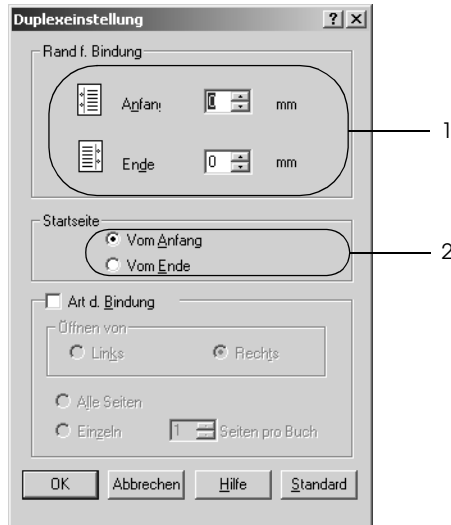 Duplexeinstellung
Rand f. Bindung
Anfan 0 mm
1
Ende 0 mm
Startseite
Vom Anfang
2
Vom Ende
Art d. Bindung
Öffnen von
Links Rechts
Alle Seiten
Einzeln 1 Seiten pro Buch
OK Abbrechen Hilfe Standard